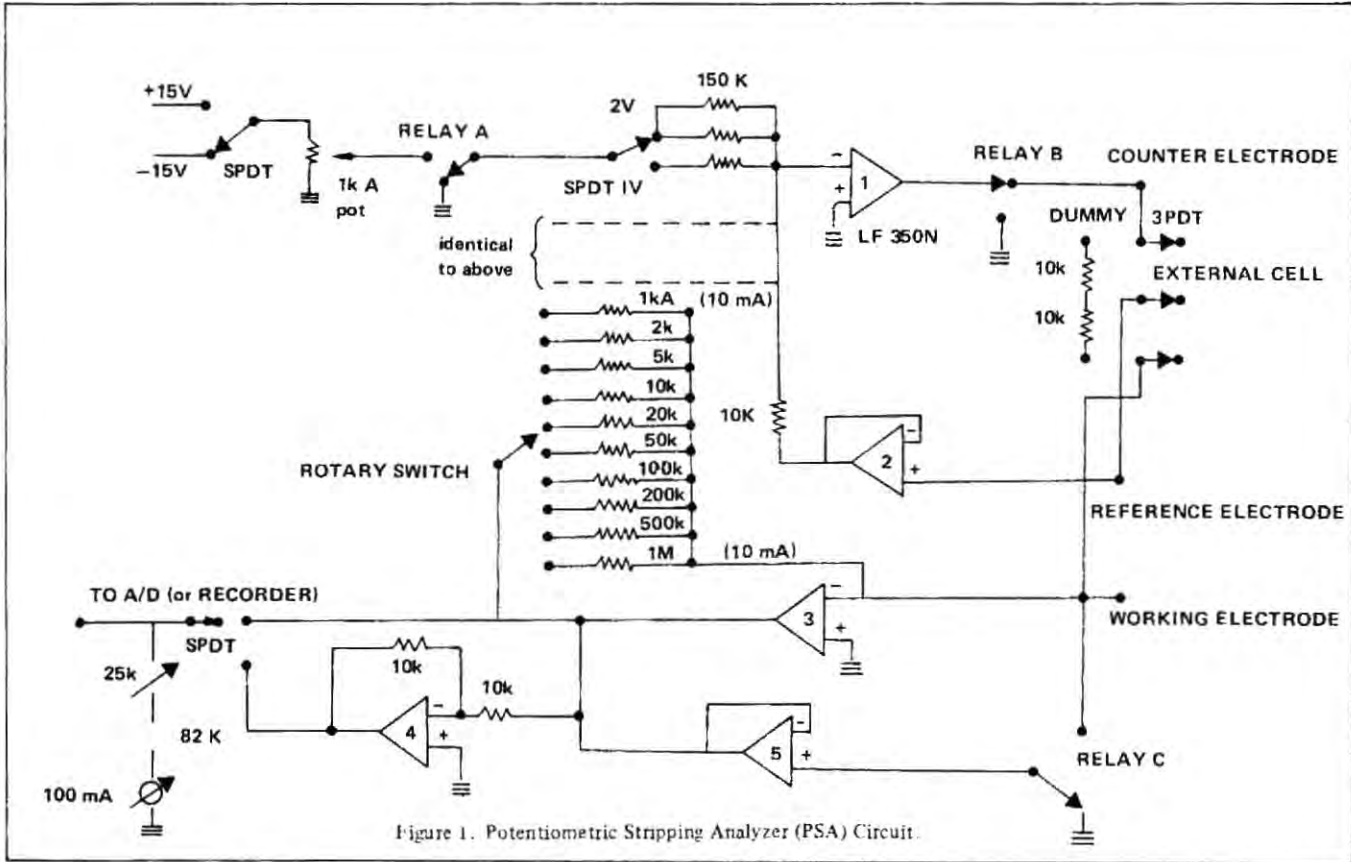 +15V
-15V
SPDT
1k A
pot
RELAY A
2V
150 K
SPDT IV
identical
to above
-
+
1
LF 350N
RELAY B
COUNTER ELECTRODE
DUMMY
3PDT
10k
10k
EXTERNAL CELL
1kA
(10 mA)
2k
5k
10k
20k
50k
100k
200k
500k
1M
(10 mA)
ROTARY SWITCH
10K
-
2
+
REFERENCE ELECTRODE
-
3
+
WORKING ELECTRODE
TO A/D (or RECORDER)
SPDT
25k
82 K
100 mA
10k
10k
-
4
+
-
5
+
RELAY C
Figure 1. Potentiometric Stripping Analyzer (PSA) Circuit.